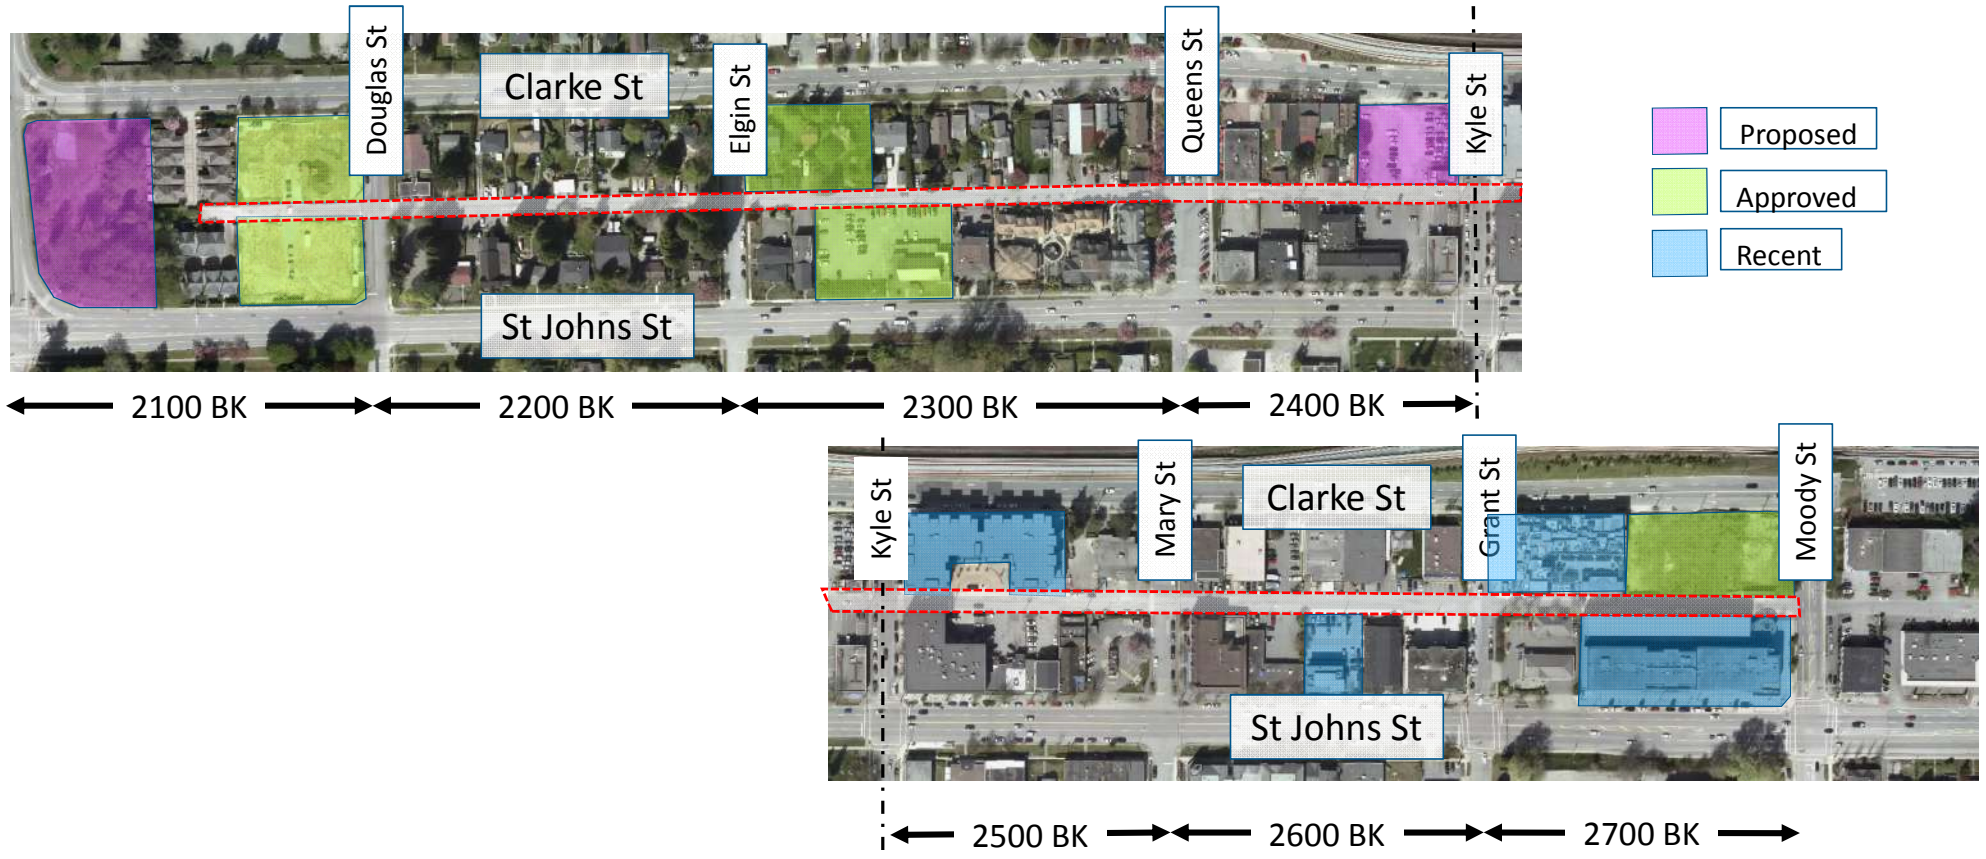 Douglas St
Clarke St
Elgin St
Queens St
Kyle St
St Johns St
Proposed
Approved
Recent
2100 BK
2200 BK
2300 BK
2400 BK
Kyle St
Mary St
Clarke St
Grant St
Moody St
St Johns St
2500 BK
2600 BK
2700 BK